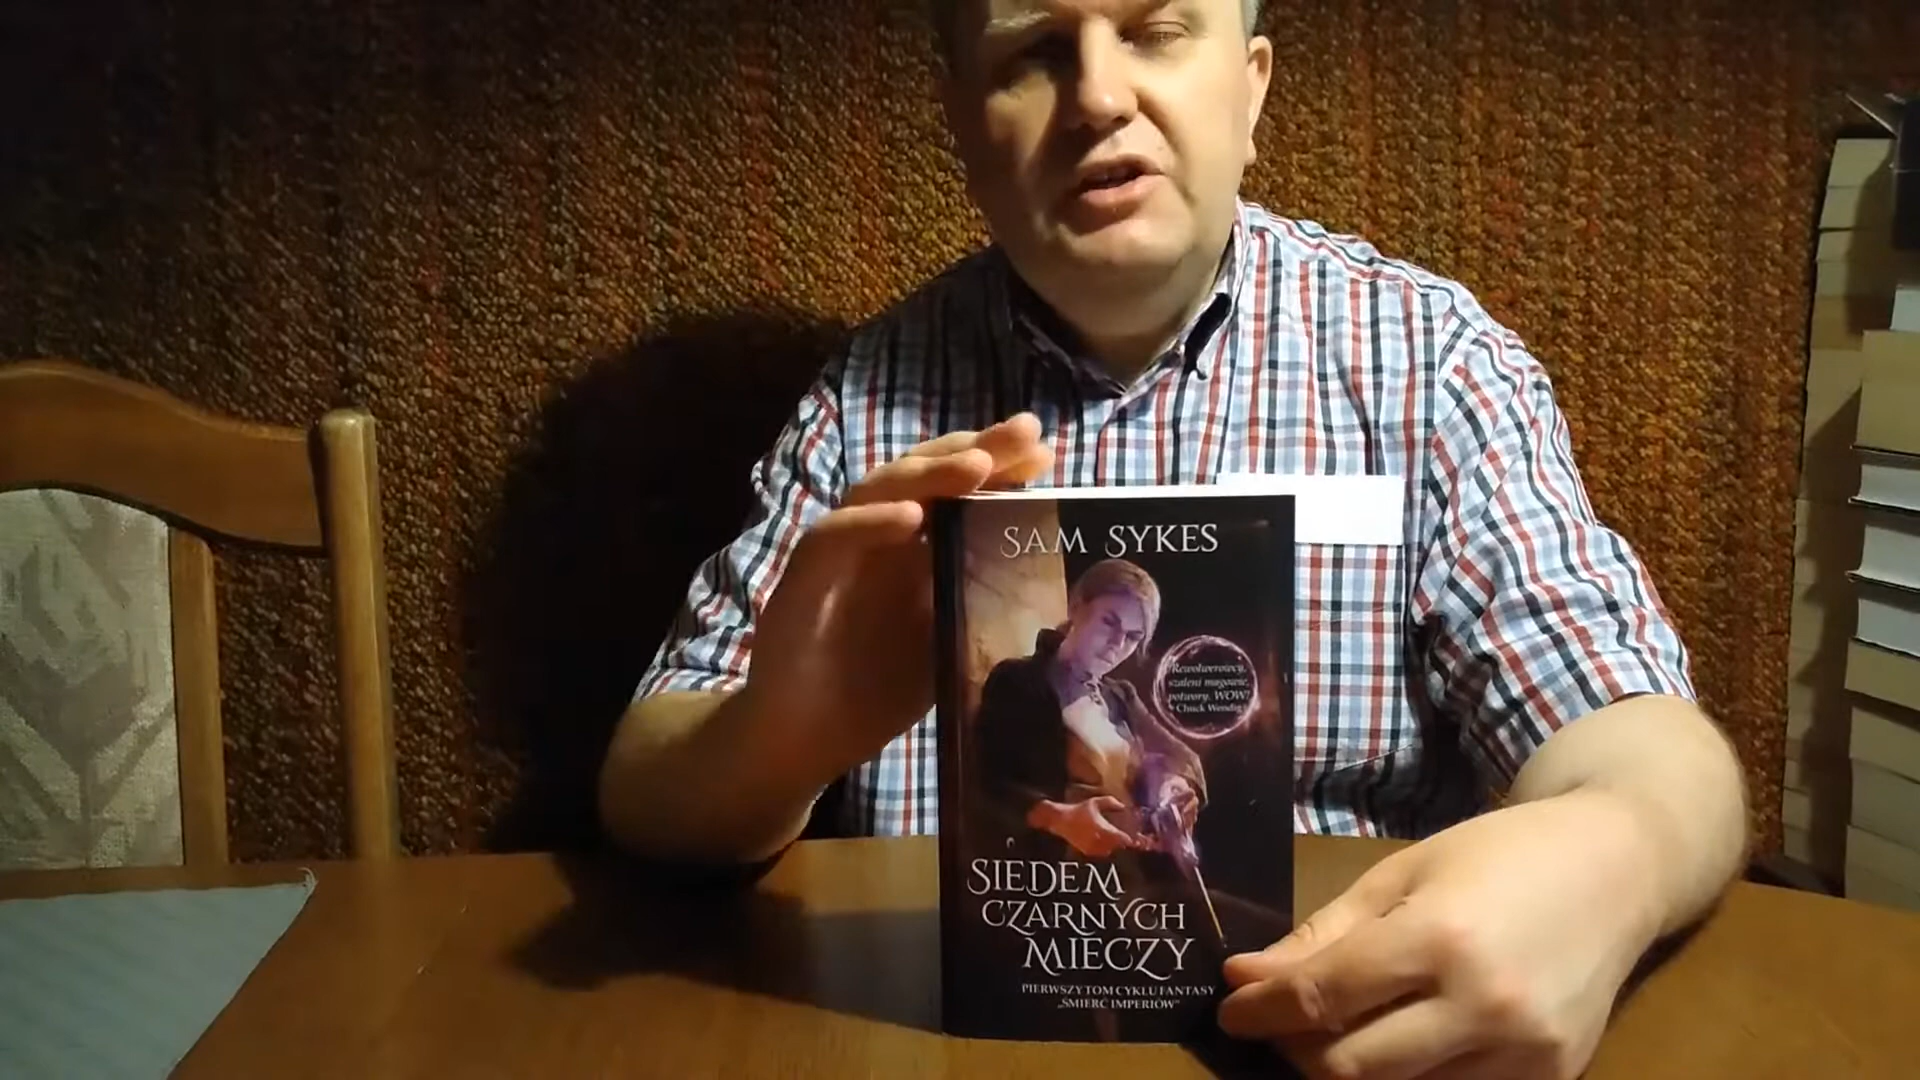 SAM SYKES
Rewolwerowcy,
szaleni magowie,
potwory. WOW!
Chuck Wendig
SIEDEM
CZARNYCH
MIECZY
PIERWSZY TOM CYKLU FANTASY
„ŚMIERĆ IMPERIÓW”